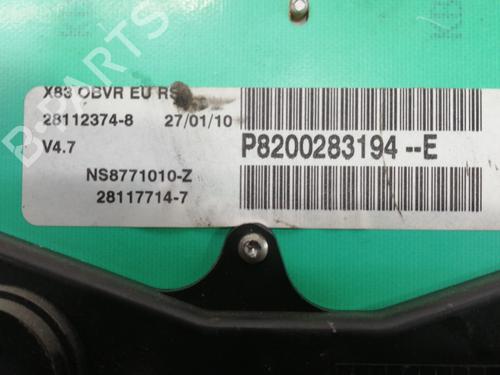 X83 OBVR EU RS
28112374-8 27/01/10
V4.7
P8200283194--E
NS8771010-Z
28117714-7
B-PARTS